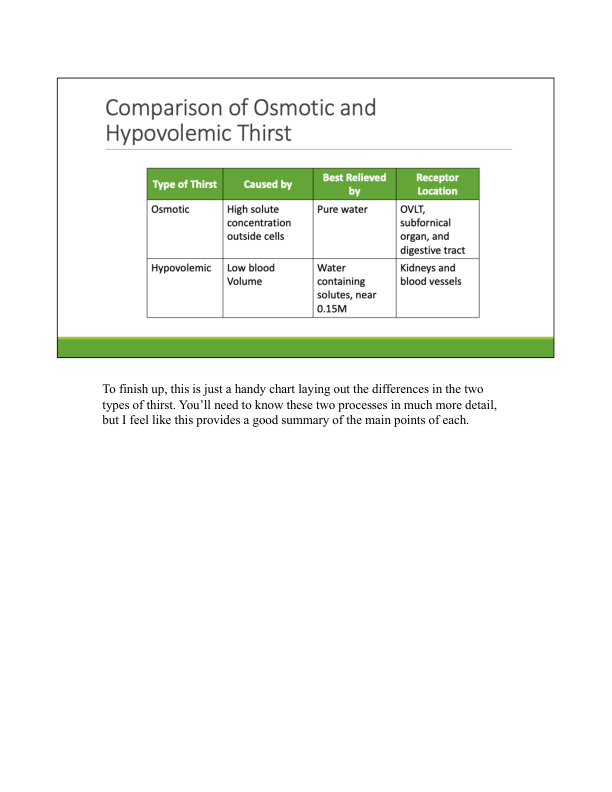 Comparison of Osmotic and
Hypovolemic Thirst
Type of Thirst
Caused by
Best Relieved
by
Receptor
Location
Osmotic
High solute
concentration
outside cells
Pure water
OVLT,
subfornical
organ, and
digestive tract
Hypovolemic
Low blood
Volume
Water
containing
solutes, near
0.15M
Kidneys and
blood vessels
To finish up, this is just a handy chart laying out the differences in the two
types of thirst. You’ll need to know these two processes in much more detail,
but I feel like this provides a good summary of the main points of each.